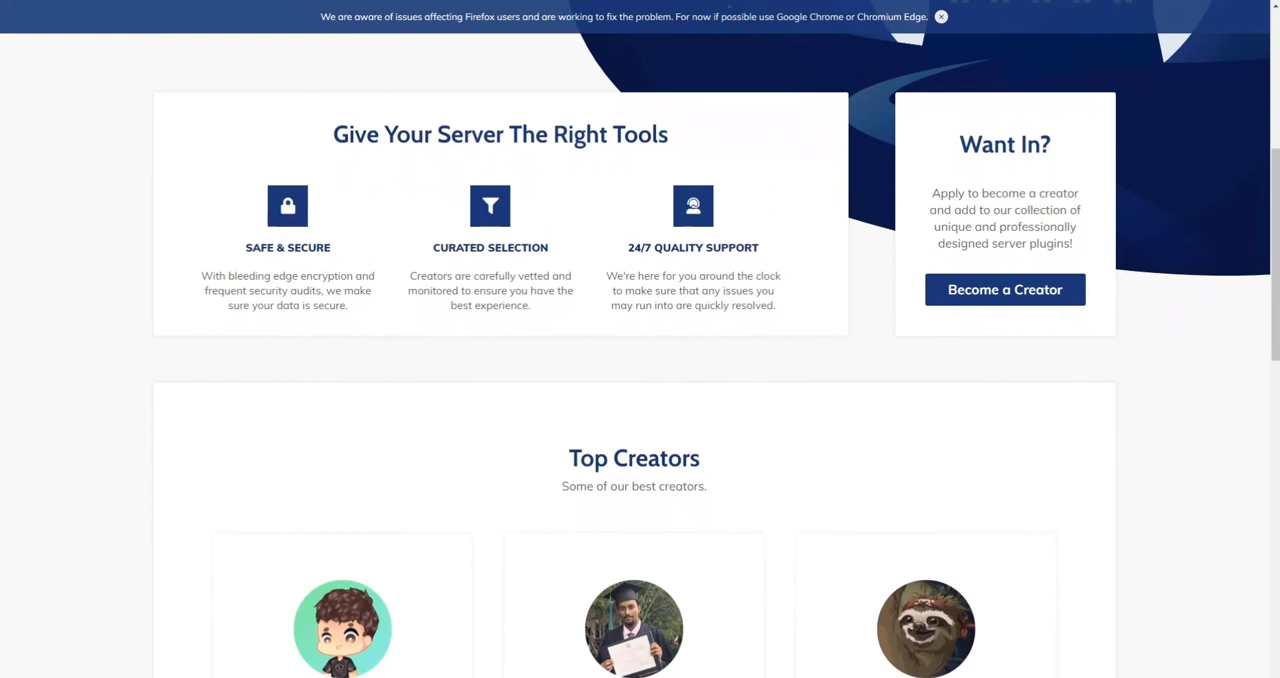 We are aware of issues affecting Firefox users and are working to fix the problem. For now if possible use Google Chrome or Chromium Edge.
Give Your Server The Right Tools
SAFE & SECURE
With bleeding edge encryption and
frequent security audits, we make
sure your data is secure.
CURATED SELECTION
Creators are carefully vetted and
monitored to ensure you have the
best experience.
24/7 QUALITY SUPPORT
We're here for you around the clock
to make sure that any issues you
may run into are quickly resolved.
Want In?
Apply to become a creator
and add to our collection of
unique and professionally
designed server plugins!
Become a Creator
Top Creators
Some of our best creators.